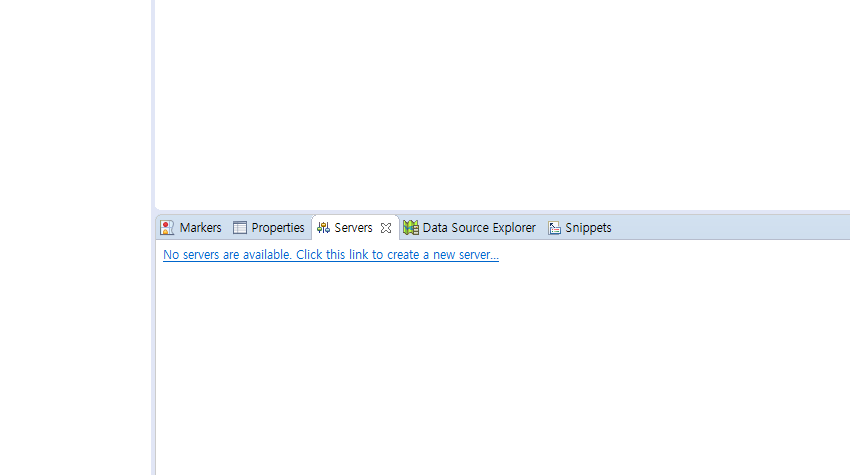 Markers Properties Servers Data Source Explorer Snippets
No servers are available. Click this link to create a new server...